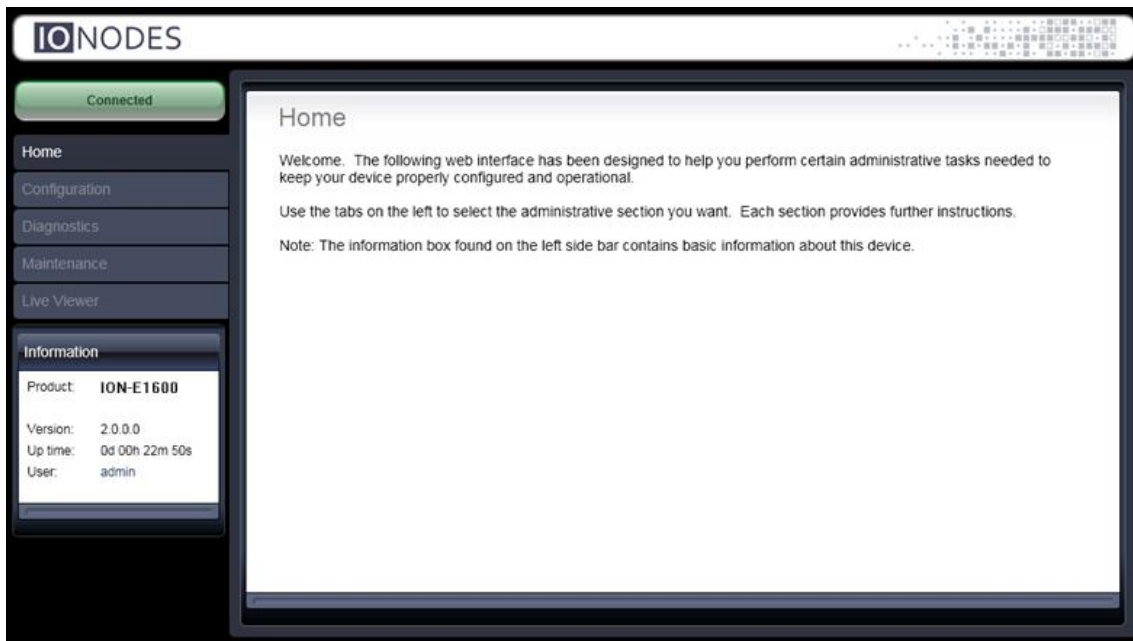 IONODES
Connected
Home
Configuration
Diagnostics
Maintenance
Live Viewer
Information
Product: ION-E1600
Version: 2.0.0.0
Up time: 0d 00h 22m 50s
User: admin
Home
Welcome. The following web interface has been designed to help you perform certain administrative tasks needed to
keep your device properly configured and operational.
Use the tabs on the left to select the administrative section you want. Each section provides further instructions.
Note: The information box found on the left side bar contains basic information about this device.